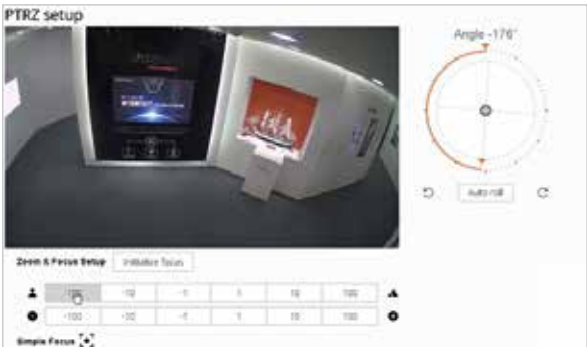 PTRZ setup
Angle -176°
Auto roll
Zoom & Focus Setup
Initialize focus
-100 -10 -1 1 10 100
-100 -10 -1 1 10 100
Simple Focus